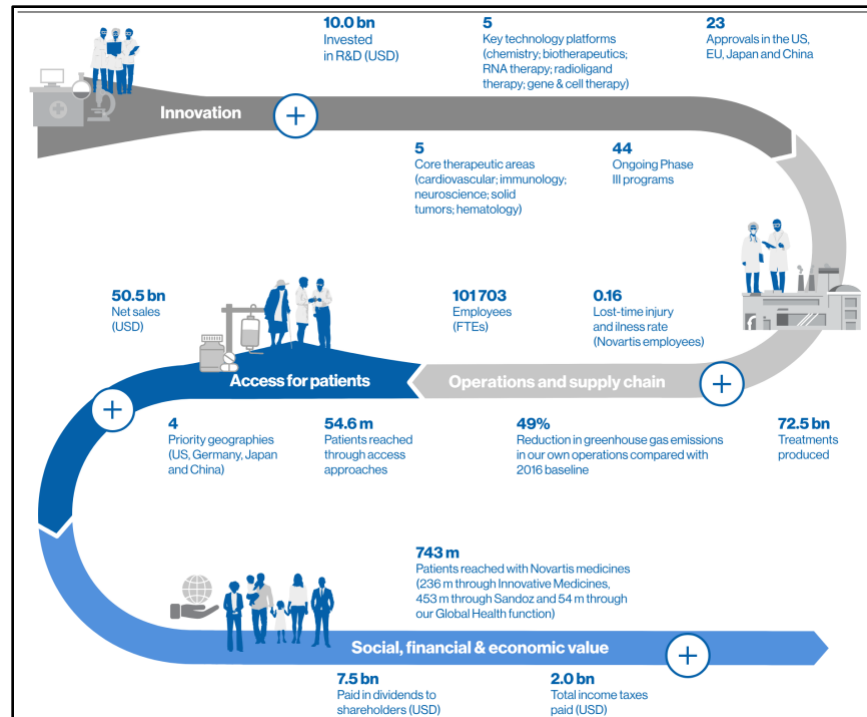 10.0 bn
Invested
in R&D (USD)
5
Key technology platforms
(chemistry; biotherapeutics;
RNA therapy; radioligand
therapy; gene & cell therapy)
23
Approvals in the US,
EU, Japan and China
Innovation
5
Core therapeutic areas
(cardiovascular; immunology;
neuroscience; solid
tumors; hematology)
44
Ongoing Phase
III programs
50.5 bn
Net sales
(USD)
101 703
Employees
(FTEs)
0.16
Lost-time injury
and ilness rate
(Novartis employees)
Access for patients
Operations and supply chain
4
Priority geographies
(US, Germany, Japan
and China)
54.6 m
Patients reached
through access
approaches
49%
Reduction in greenhouse gas emissions
in our own operations compared with
2016 baseline
72.5 bn
Treatments
produced
743 m
Patients reached with Novartis medicines
(236 m through Innovative Medicines,
453 m through Sandoz and 54 m through
our Global Health function)
Social, financial & economic value
7.5 bn
Paid in dividends to
shareholders (USD)
2.0 bn
Total income taxes
paid (USD)